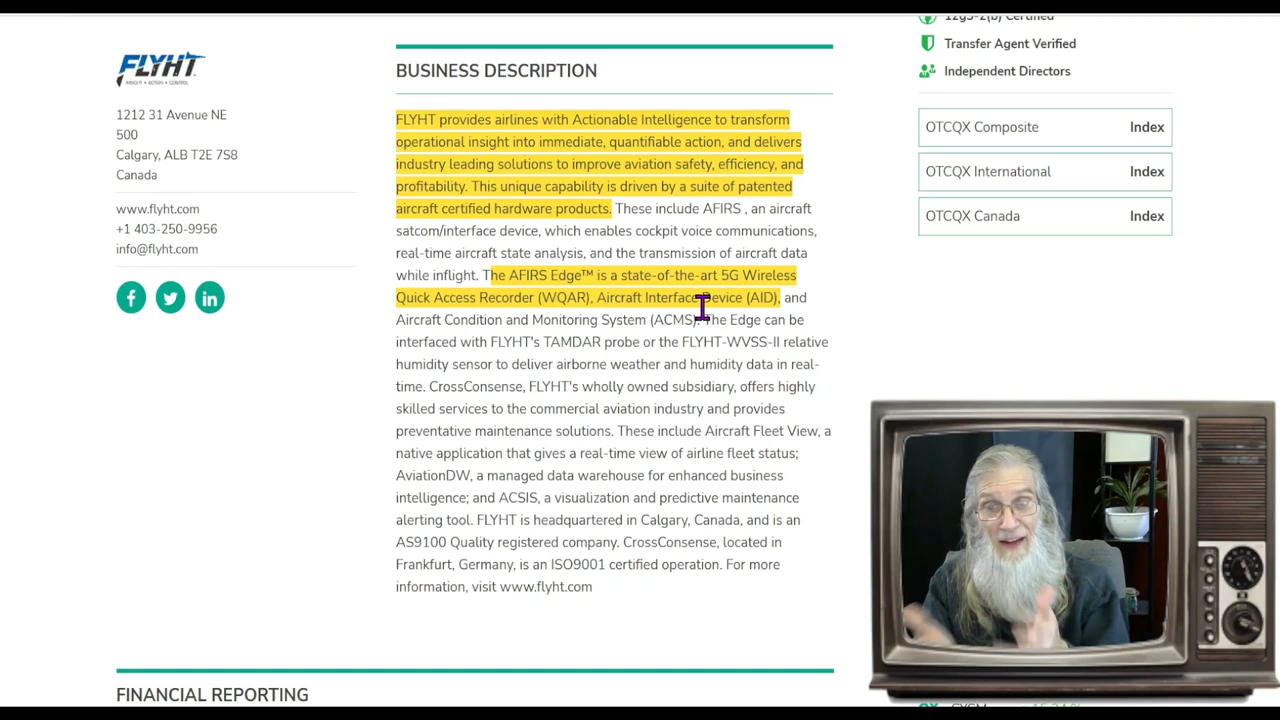 FLYHT
INSIGHT • ACTION • CONTROL
1212 31 Avenue NE
500
Calgary, ALB T2E 7S8
Canada
www.flyht.com
+1 403-250-9956
info@flyht.com
BUSINESS DESCRIPTION
FLYHT provides airlines with Actionable Intelligence to transform
operational insight into immediate, quantifiable action, and delivers
industry leading solutions to improve aviation safety, efficiency, and
profitability. This unique capability is driven by a suite of patented
aircraft certified hardware products. These include AFIRS , an aircraft
satcom/interface device, which enables cockpit voice communications,
real-time aircraft state analysis, and the transmission of aircraft data
while inflight. The AFIRS Edge™ is a state-of-the-art 5G Wireless
Quick Access Recorder (WQAR), Aircraft Interface Device (AID), and
Aircraft Condition and Monitoring System (ACMS). The Edge can be
interfaced with FLYHT's TAMDAR probe or the FLYHT-WVSS-II relative
humidity sensor to deliver airborne weather and humidity data in real-
time. CrossConsense, FLYHT's wholly owned subsidiary, offers highly
skilled services to the commercial aviation industry and provides
preventative maintenance solutions. These include Aircraft Fleet View, a
native application that gives a real-time view of airline fleet status;
AviationDW, a managed data warehouse for enhanced business
intelligence; and ACSIS, a visualization and predictive maintenance
alerting tool. FLYHT is headquartered in Calgary, Canada, and is an
AS9100 Quality registered company. CrossConsense, located in
Frankfurt, Germany, is an ISO9001 certified operation. For more
information, visit www.flyht.com
FINANCIAL REPORTING
12g3-2(b) Certified
Transfer Agent Verified
Independent Directors
OTCQX Composite Index
OTCQX International Index
OTCQX Canada Index